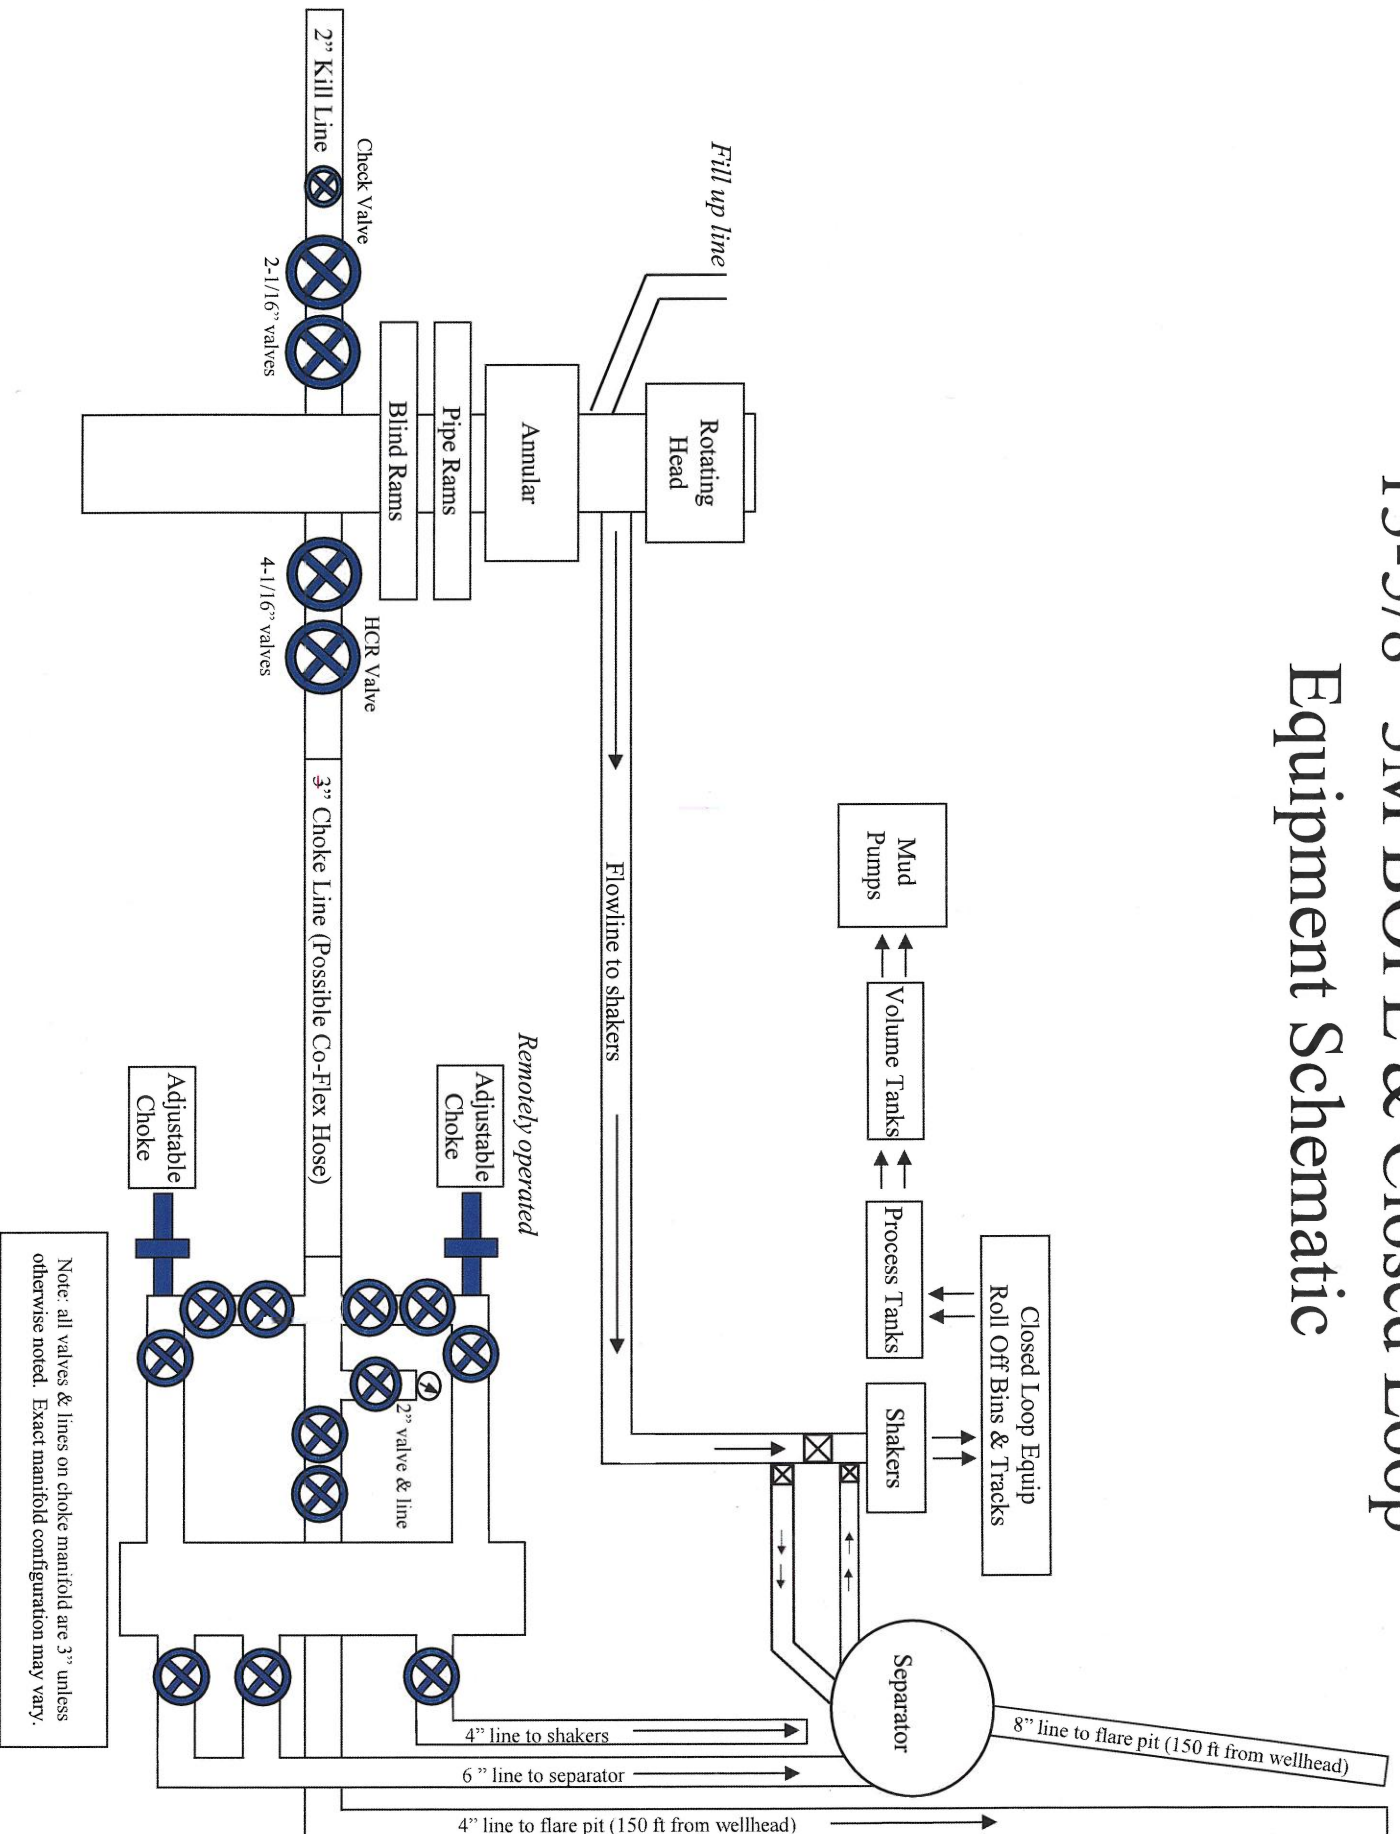 Equipment Schematic
Fill up line
Rotating
Head
Annular
Pipe Rams
Blind Rams
2” Kill Line
Check Valve
2-1/16” valves
4-1/16” valves
HCR Valve
3” Choke Line (Possible Co-Flex Hose)
Flowline to shakers
Mud
Pumps
Volume Tanks
Process Tanks
Closed Loop Equip
Roll Off Bins & Tracks
Shakers
Separator
8” line to flare pit (150 ft from wellhead)
Remotely operated
Adjustable
Choke
Adjustable
Choke
2” valve & line
4” line to shakers
6 ” line to separator
4” line to flare pit (150 ft from wellhead)
Note: all valves & lines on choke manifold are 3” unless
otherwise noted.  Exact manifold configuration may vary.